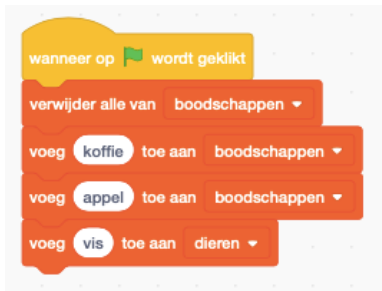 wanneer op wordt geklikt
verwijder alle van boodschappen
voeg koffie toe aan boodschappen
voeg appel toe aan boodschappen
voeg vis toe aan dieren